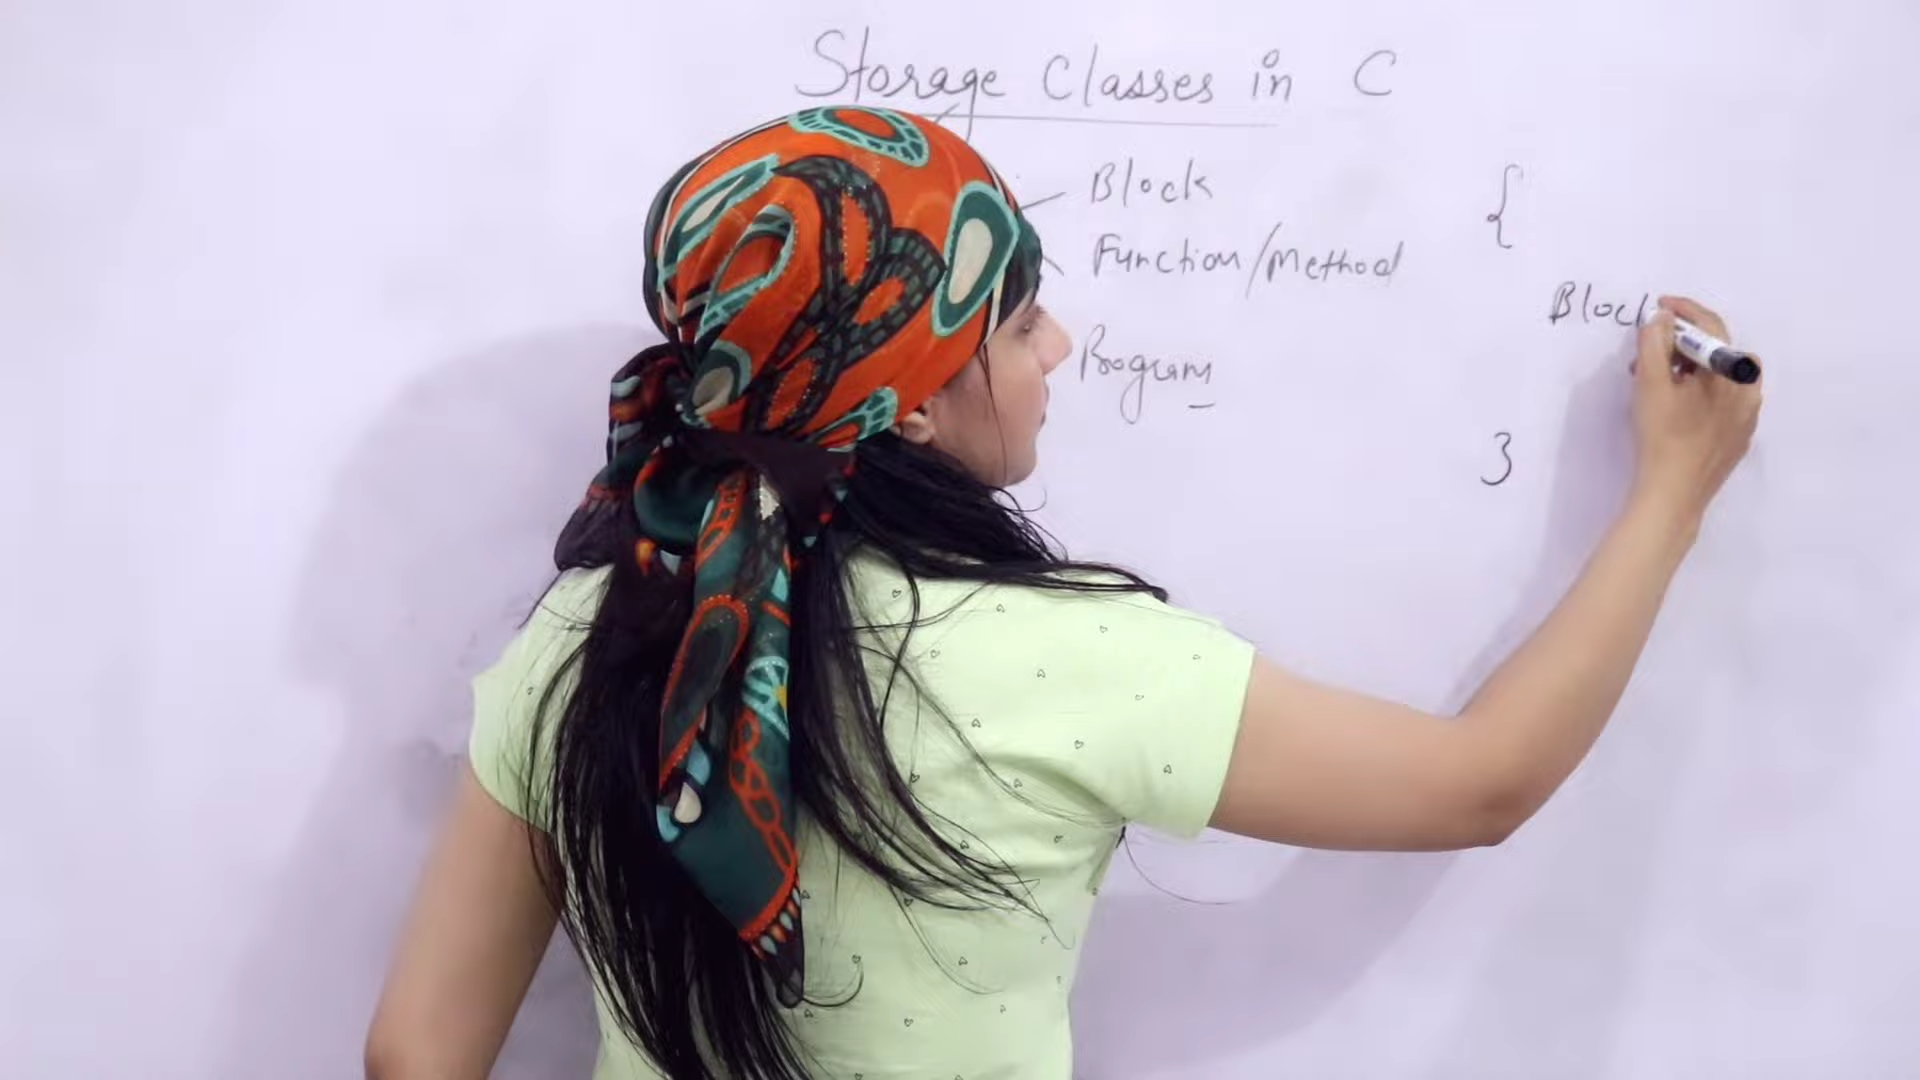 Storage Classes in C
Block
Function/Method
Program
{
Block
}